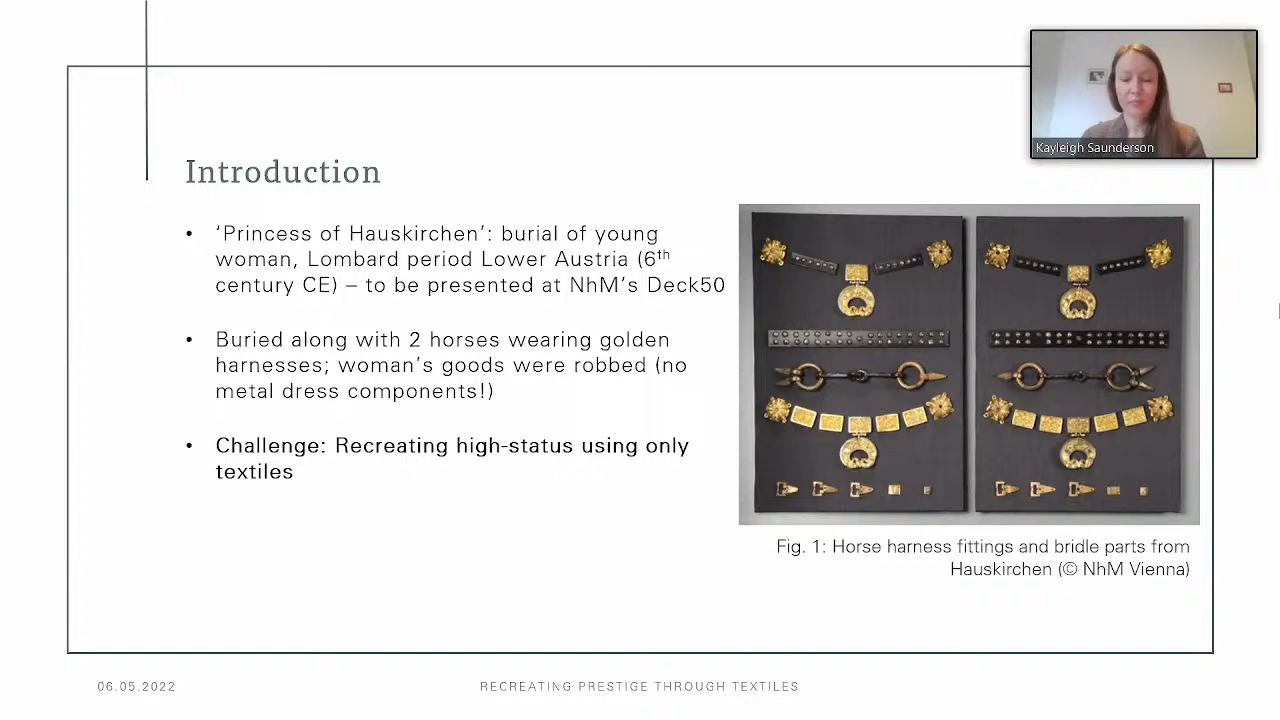 Kayleigh Saunderson
Introduction
• ‘Princess of Hauskirchen’: burial of young
woman, Lombard period Lower Austria (6th
century CE) – to be presented at NhM’s Deck50
• Buried along with 2 horses wearing golden
harnesses; woman’s goods were robbed (no
metal dress components!)
• Challenge: Recreating high-status using only
textiles
Fig. 1: Horse harness fittings and bridle parts from
Hauskirchen (© NhM Vienna)
06.05.2022
RECREATING PRESTIGE THROUGH TEXTILES